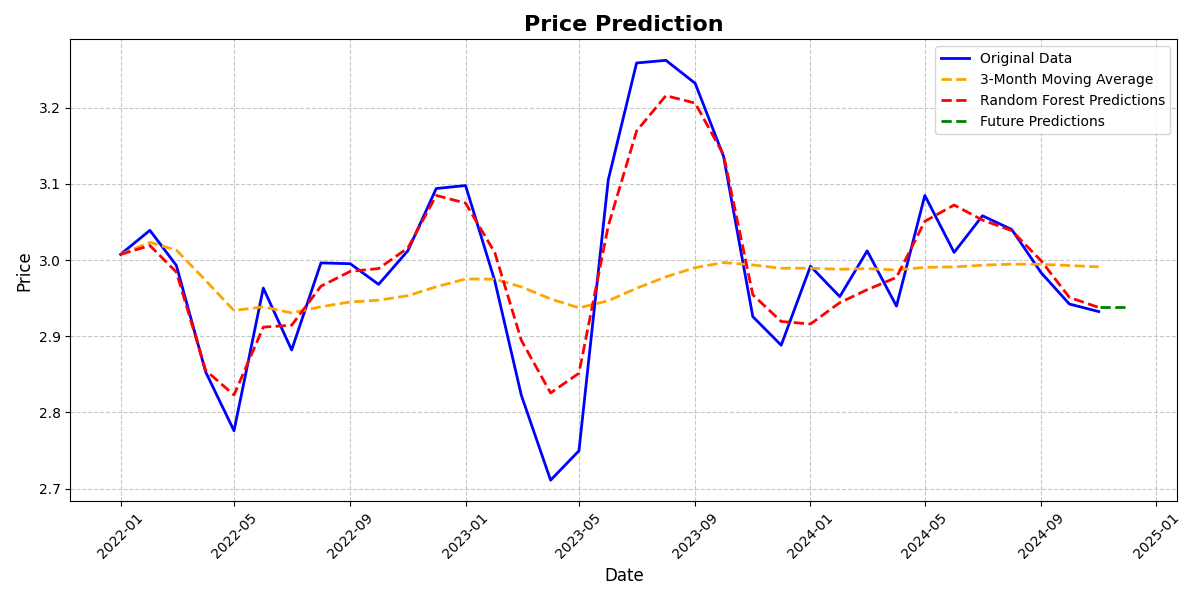 Price Prediction
Original Data
3-Month Moving Average
Random Forest Predictions
Future Predictions
Price
3.2
3.1
3.0
2.9
2.8
2.7
2022-01
2022-05
2022-09
2023-01
2023-05
2023-09
2024-01
2024-05
2024-09
2025-01
Date